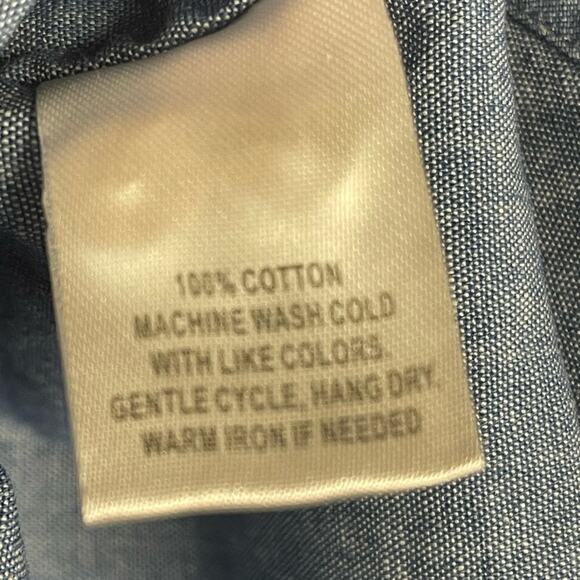 100% COTTON
MACHINE WASH COLD
WITH LIKE COLORS.
GENTLE CYCLE, HANG DRY.
WARM IRON IF NEEDED